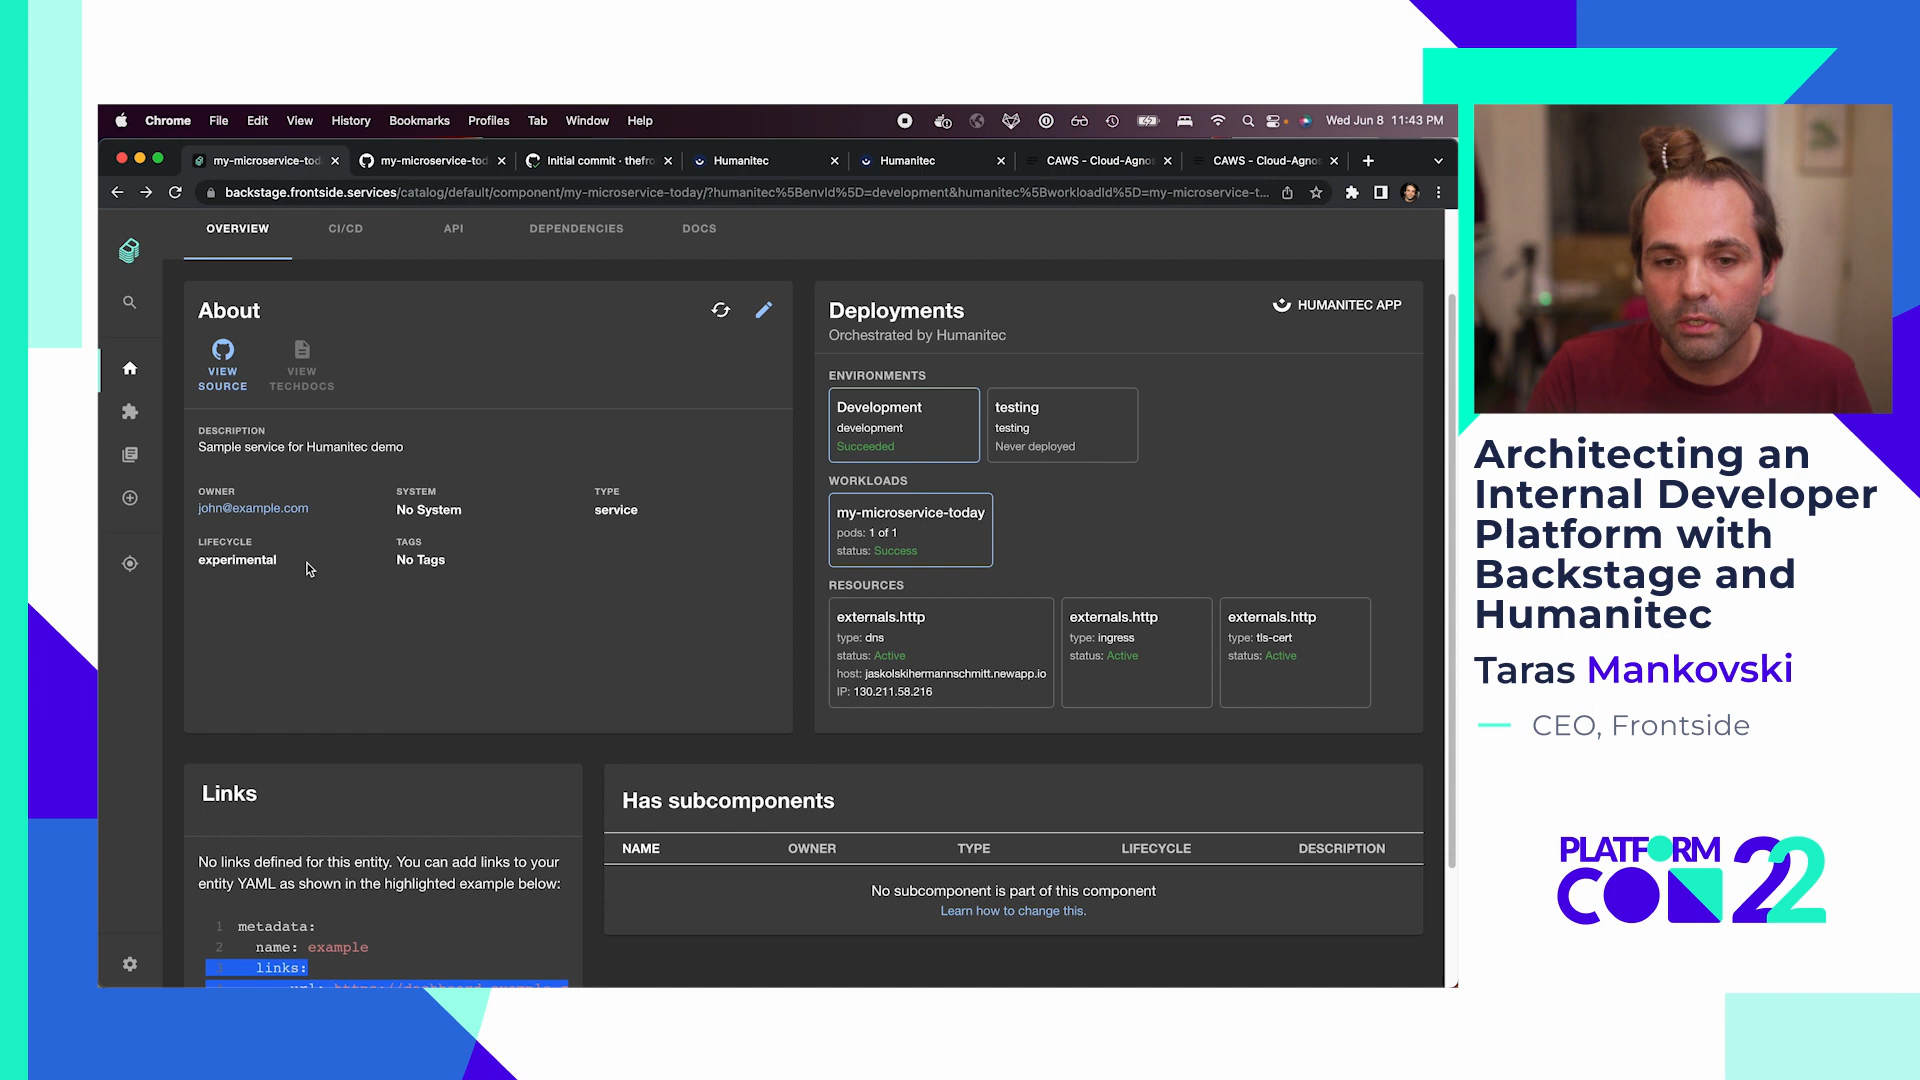 Chrome File Edit View History Bookmarks Profiles Tab Window Help
Wed Jun 8 11:43 PM
my-microservice-tod
my-microservice-tod
Initial commit · thefro
Humanitec
Humanitec
CAWS - Cloud-Agnos
CAWS - Cloud-Agnos
backstage.frontside.services/catalog/default/component/my-microservice-today/?humanitec%5BenvId%5D=development&humanitec%5BworkloadId%5D=my-microservice-t...
OVERVIEW CI/CD API DEPENDENCIES DOCS
About
VIEW SOURCE
VIEW TECHDOCS
DESCRIPTION
Sample service for Humanitec demo
OWNER
john@example.com
SYSTEM
No System
TYPE
service
LIFECYCLE
experimental
TAGS
No Tags
Deployments
HUMANITEC APP
Orchestrated by Humanitec
ENVIRONMENTS
Development
development
Succeeded
testing
testing
Never deployed
WORKLOADS
my-microservice-today
pods: 1 of 1
status: Success
RESOURCES
externals.http
type: dns
status: Active
host: jaskolskihermannschmitt.newapp.io
IP: 130.211.58.216
externals.http
type: ingress
status: Active
externals.http
type: tls-cert
status: Active
Links
No links defined for this entity. You can add links to your
entity YAML as shown in the highlighted example below:
1 metadata:
2 name: example
3 links:
Has subcomponents
NAME OWNER TYPE LIFECYCLE DESCRIPTION
No subcomponent is part of this component
Learn how to change this.
Architecting an
Internal Developer
Platform with
Backstage and
Humanitec
Taras Mankovski
CEO, Frontside
PLATFORM
CON 22